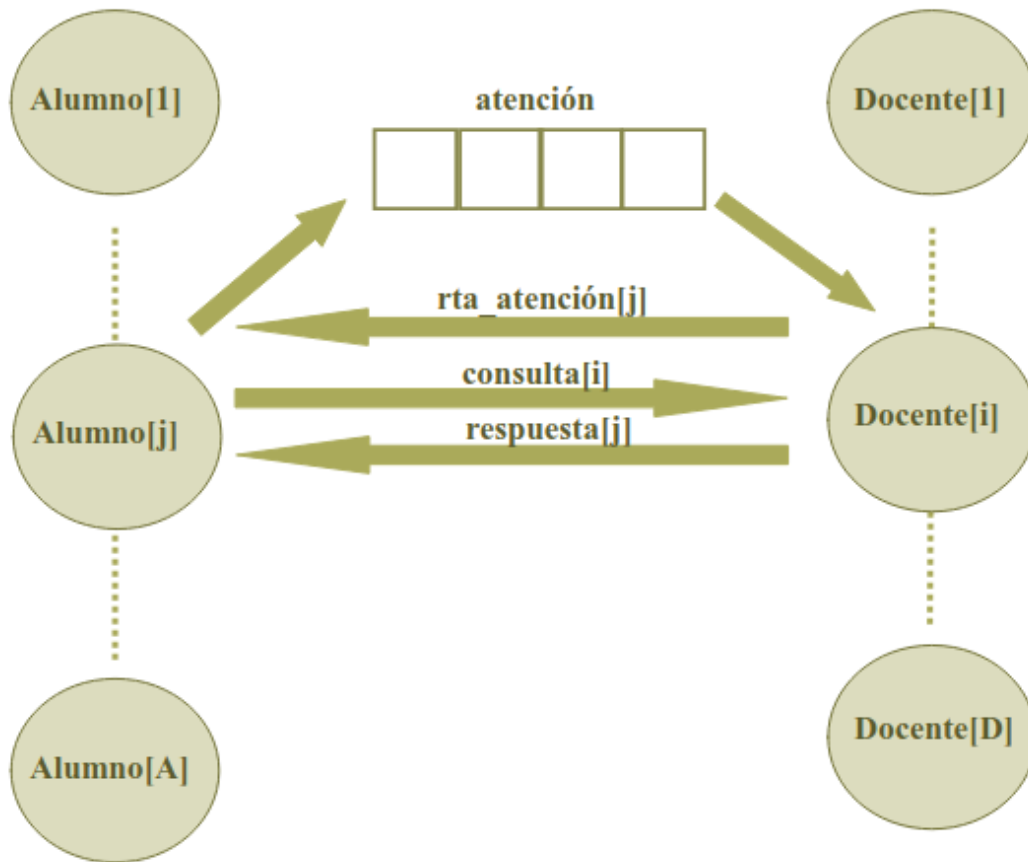 Alumno[1]
atención
Docente[1]
rta_atención[j]
consulta[i]
respuesta[j]
Alumno[j]
Docente[i]
Alumno[A]
Docente[D]